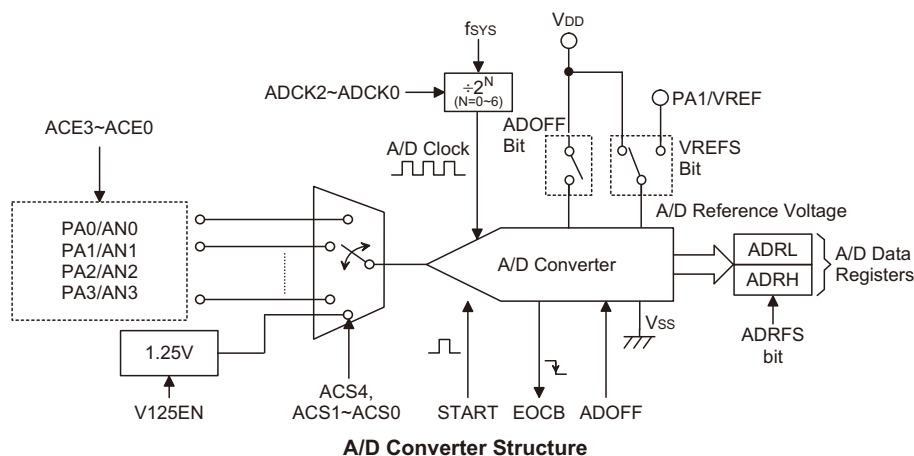 fSYS
VDD
÷2N
(N=0~6)
ADCK2~ADCK0
PA1/VREF
ADOFF
Bit
VREFS
Bit
ACE3~ACE0
A/D Clock
A/D Reference Voltage
PA0/AN0
PA1/AN1
PA2/AN2
PA3/AN3
A/D Converter
ADRL
ADRH
A/D Data
Registers
VSS
ADRFS
bit
1.25V
V125EN
ACS4,
ACS1~ACS0
START
EOCB
ADOFF
A/D Converter Structure